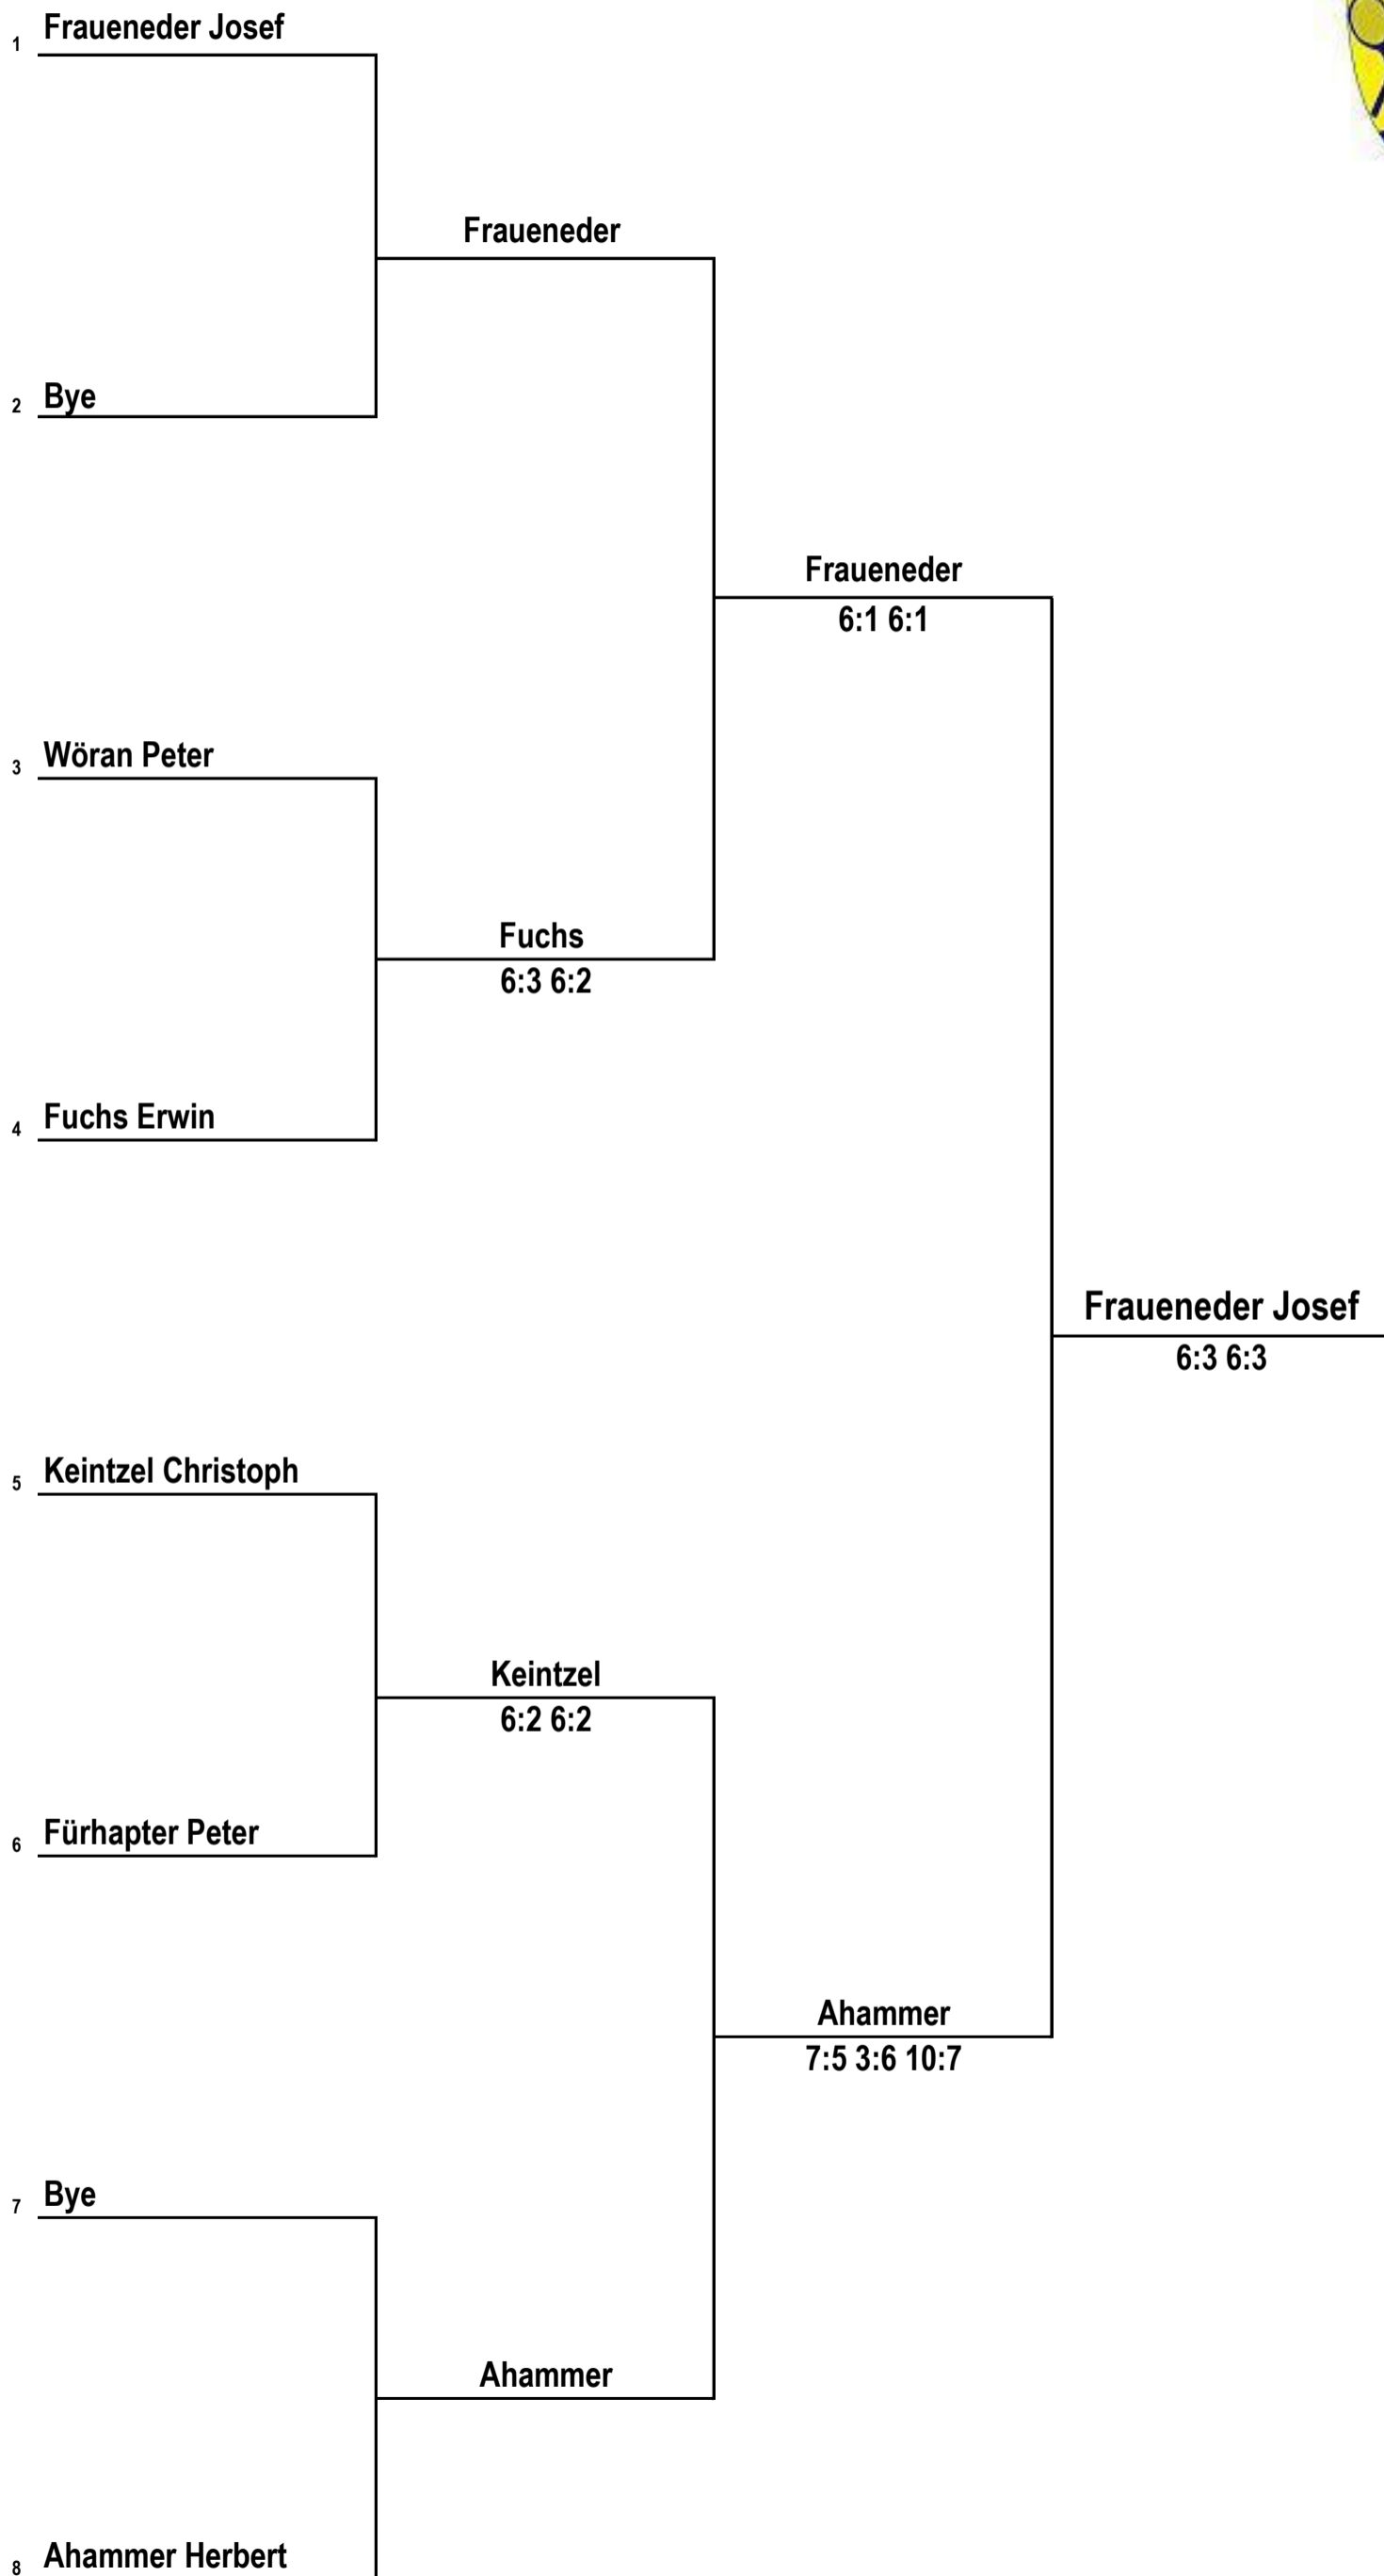 1 Fraueneder Josef
Fraueneder
2 Bye
Fraueneder
6:1 6:1
3 Wöran Peter
Fuchs
6:3 6:2
4 Fuchs Erwin
Fraueneder Josef
6:3 6:3
5 Keintzel Christoph
Keintzel
6:2 6:2
6 Fürhapter Peter
Ahammer
7:5 3:6 10:7
7 Bye
Ahammer
8 Ahammer Herbert